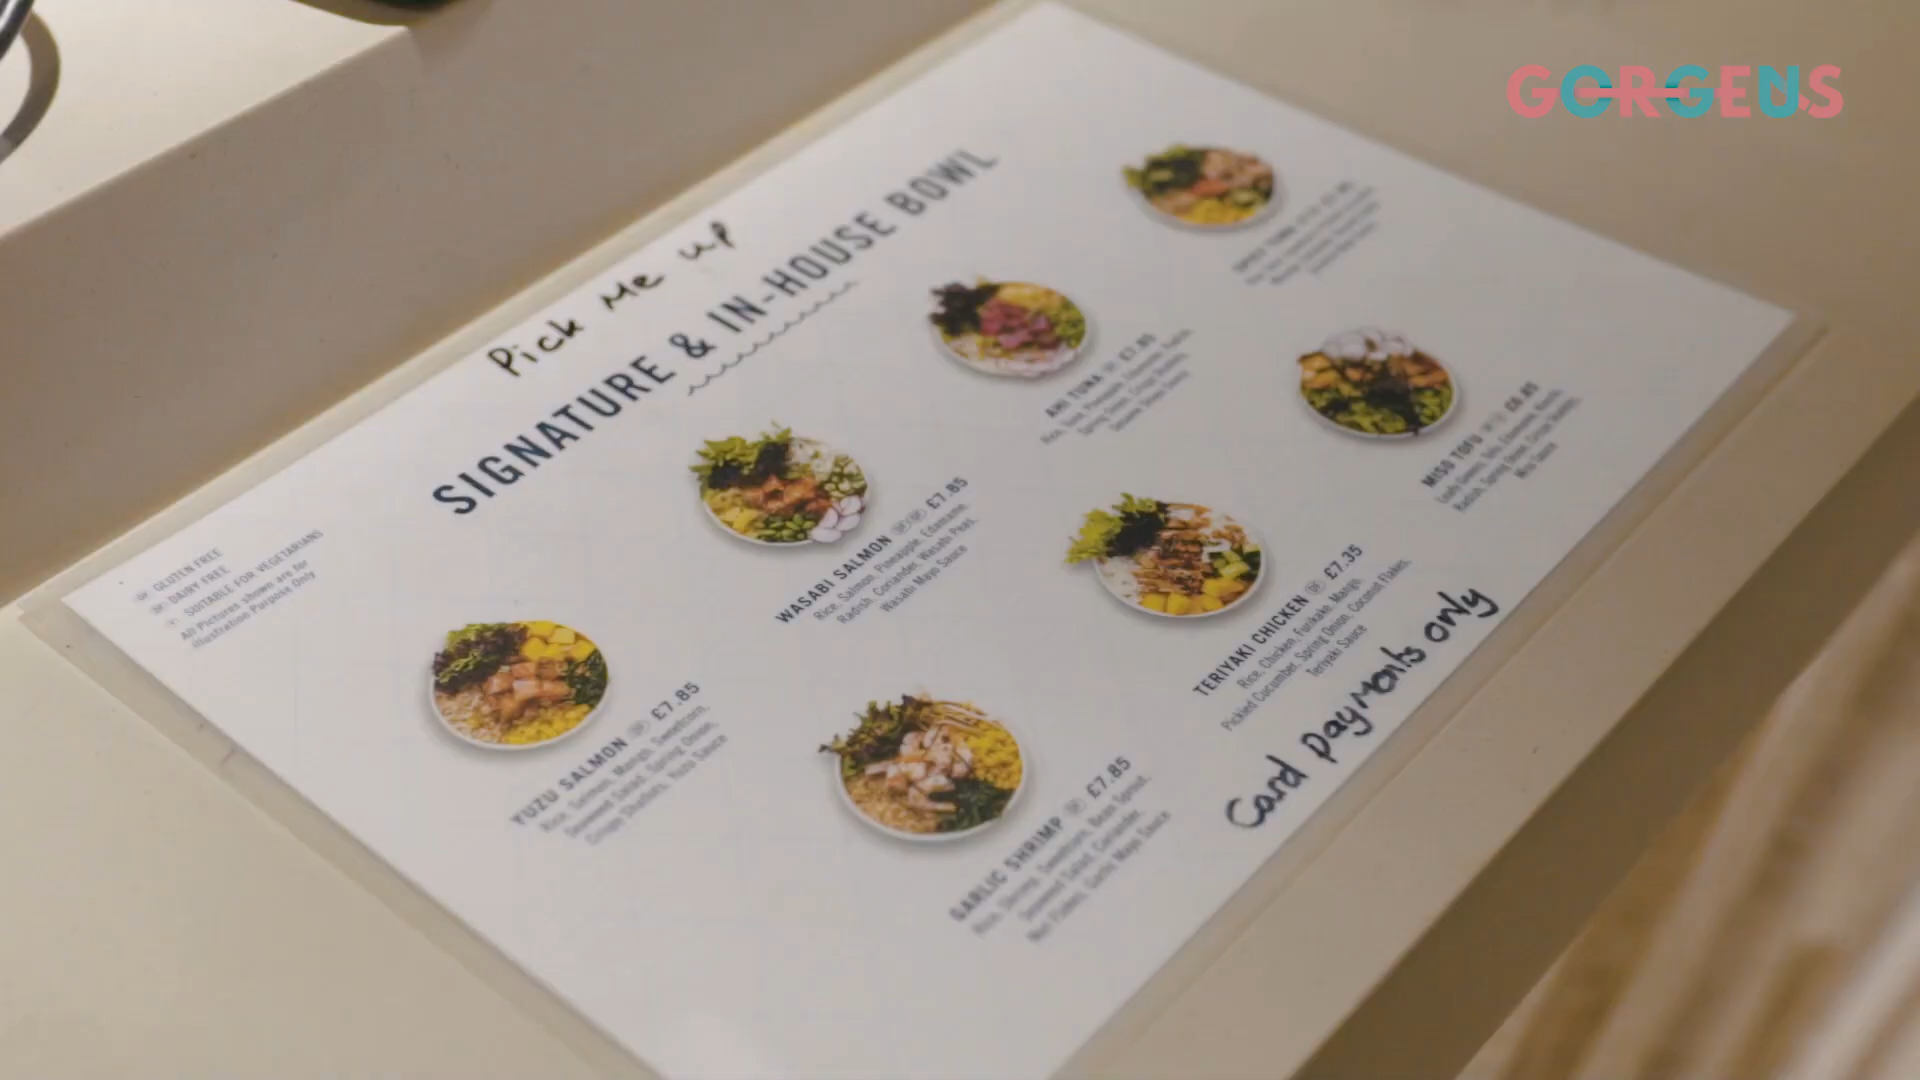 GORGEUS
Pick Me up
SIGNATURE & IN-HOUSE BOWL
GLUTEN FREE
DAIRY FREE
SUITABLE FOR VEGETARIANS
All Pictures shown are for
Illustration Purpose Only
YUZU SALMON £7.85
Rice, Salmon, Mango, Sweetcorn,
Seaweed Salad, Spring Onion,
Crispy Shallots, Yuzu Sauce
WASABI SALMON £7.85
Rice, Salmon, Pineapple, Edamame,
Radish, Coriander, Wasabi Peas,
Wasabi Mayo Sauce
AHI TUNA £7.85
GARLIC SHRIMP £7.85
Rice, Shrimp, Sweetcorn, Bean Sprout,
Seaweed Salad, Coriander,
Nori Flakes, Garlic Mayo Sauce
TERIYAKI CHICKEN £7.35
Rice, Chicken, Furikake, Mango,
Pickled Cucumber, Spring Onion, Coconut Flakes,
Teriyaki Sauce
MISO TOFU £6.85
Miso Sauce
Card payments only